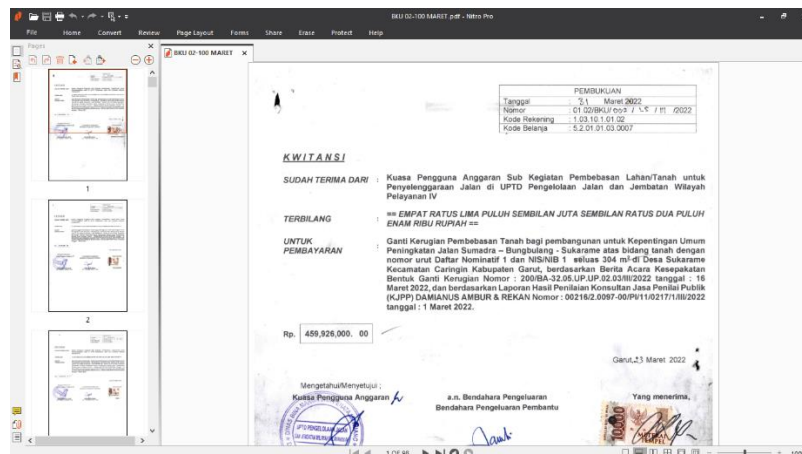 BKU 02-100 MARET.pdf - Nitro Pro
File Home Convert Review Page Layout Forms Share Erase Protect Help
Pages
BKU 02-100 MARET
PEMBUKUAN
Tanggal : 31 Maret 2022
Nomor : 01.02/BKU/ / LS / III /2022
Kode Rekening : 1.03.10.1.01.02
Kode Belanja : 5.2.01.01.03.0007
KWITANSI
SUDAH TERIMA DARI : Kuasa Pengguna Anggaran Sub Kegiatan Pembebasan Lahan/Tanah untuk
Penyelenggaraan Jalan di UPTD Pengelolaan Jalan dan Jembatan Wilayah
Pelayanan IV
TERBILANG : == EMPAT RATUS LIMA PULUH SEMBILAN JUTA SEMBILAN RATUS DUA PULUH
ENAM RIBU RUPIAH ==
UNTUK PEMBAYARAN : Ganti Kerugian Pembebasan Tanah bagi pembangunan untuk Kepentingan Umum
Peningkatan Jalan Sumadra – Bungbulang - Sukarame atas bidang tanah dengan
nomor urut Daftar Nominatif 1 dan NIS/NIB 1 seluas 304 m² di Desa Sukarame
Kecamatan Caringin Kabupaten Garut, berdasarkan Berita Acara Kesepakatan
Bentuk Ganti Kerugian Nomor : 200/BA-32.05.UP.UP.02.03/III/2022 tanggal : 16
Maret 2022, dan berdasarkan Laporan Hasil Penilaian Konsultan Jasa Penilai Publik
(KJPP) DAMIANUS AMBUR & REKAN Nomor : 00216/2.0097-00/PI/11/0217/1/III/2022
tanggal : 1 Maret 2022.
Rp. 459,926,000. 00
Garut, 23 Maret 2022
Mengetahui/Menyetujui ;
Kuasa Pengguna Anggaran
a.n. Bendahara Pengeluaran
Bendahara Pengeluaran Pembantu
Yang menerima,
10000
1
2